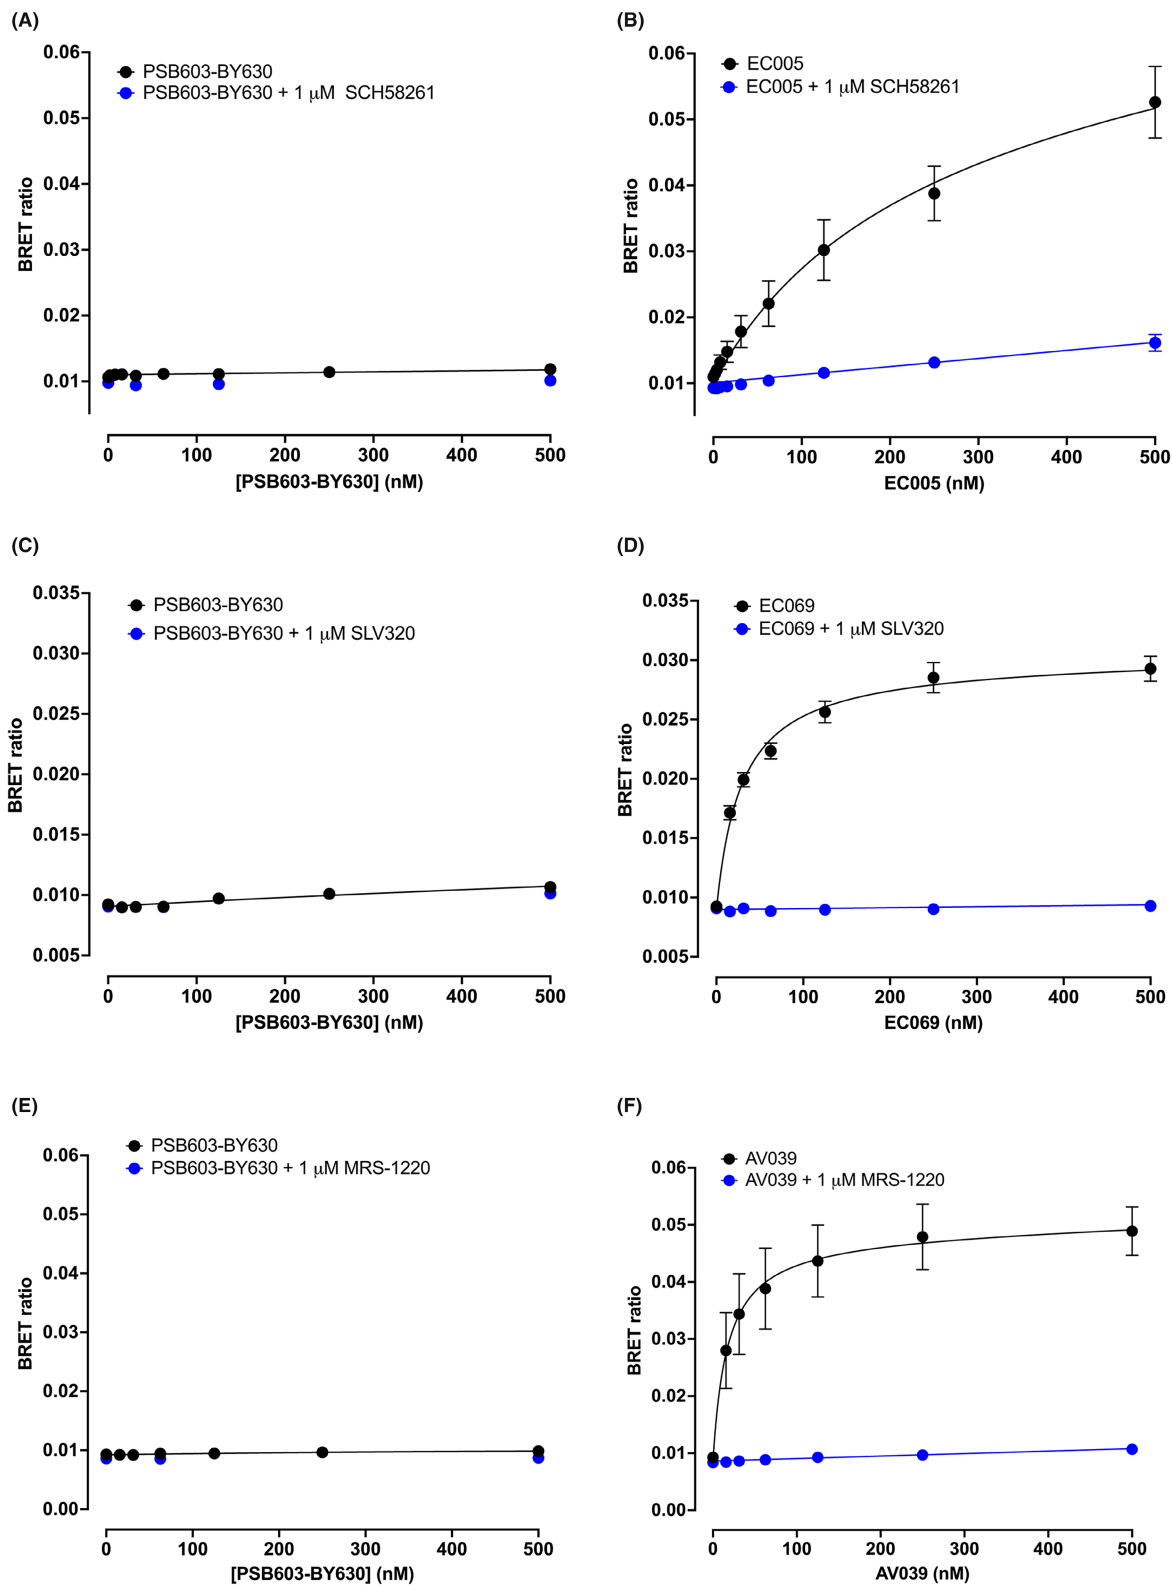 (A)
PSB603-BY630
PSB603-BY630 + 1 μM SCH58261
0.06
0.05
0.04
0.03
0.02
0.01
BRET ratio
0 100 200 300 400 500
[PSB603-BY630] (nM)
(B)
EC005
EC005 + 1 μM SCH58261
0.06
0.05
0.04
0.03
0.02
0.01
BRET ratio
0 100 200 300 400 500
EC005 (nM)
(C)
PSB603-BY630
PSB603-BY630 + 1 μM SLV320
0.035
0.030
0.025
0.020
0.015
0.010
0.005
BRET ratio
0 100 200 300 400 500
[PSB603-BY630] (nM)
(D)
EC069
EC069 + 1 μM SLV320
0.035
0.030
0.025
0.020
0.015
0.010
0.005
BRET ratio
0 100 200 300 400 500
EC069 (nM)
(E)
PSB603-BY630
PSB603-BY630 + 1 μM MRS-1220
0.06
0.05
0.04
0.03
0.02
0.01
0.00
BRET ratio
0 100 200 300 400 500
[PSB603-BY630] (nM)
(F)
AV039
AV039 + 1 μM MRS-1220
0.06
0.05
0.04
0.03
0.02
0.01
0.00
BRET ratio
0 100 200 300 400 500
AV039 (nM)